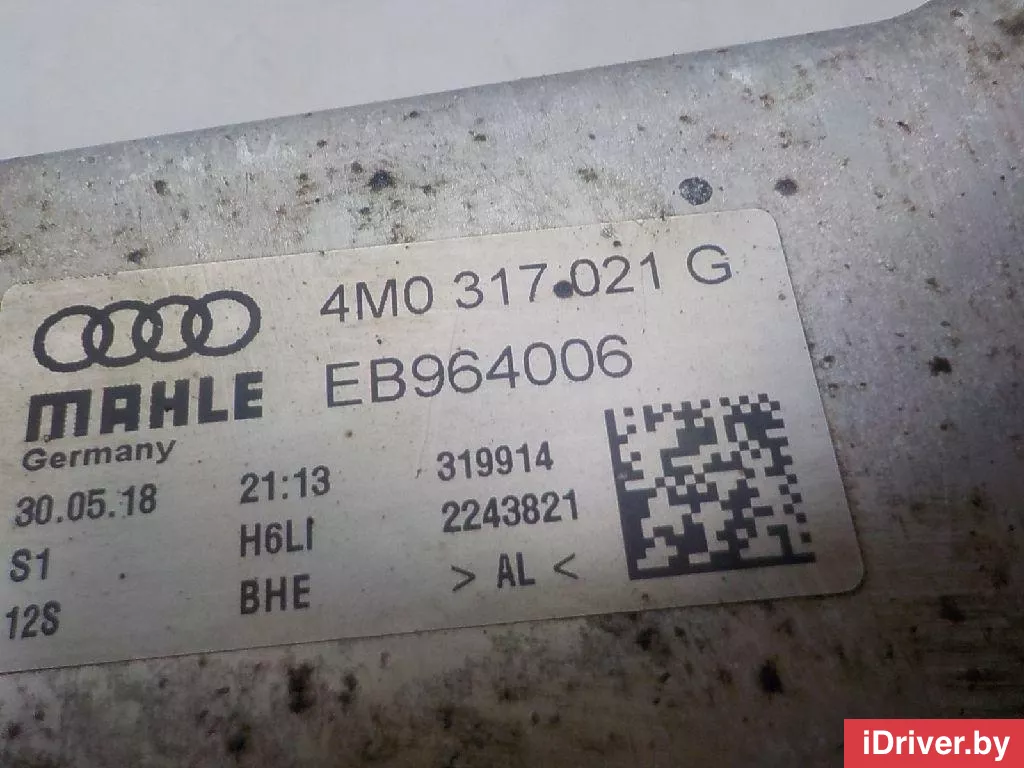 4M0 317 021 G
MAHLE
EB964006
Germany
30.05.18 21:13 319914
S1 H6LI 2243821
12S BHE > AL <
iDriver.by